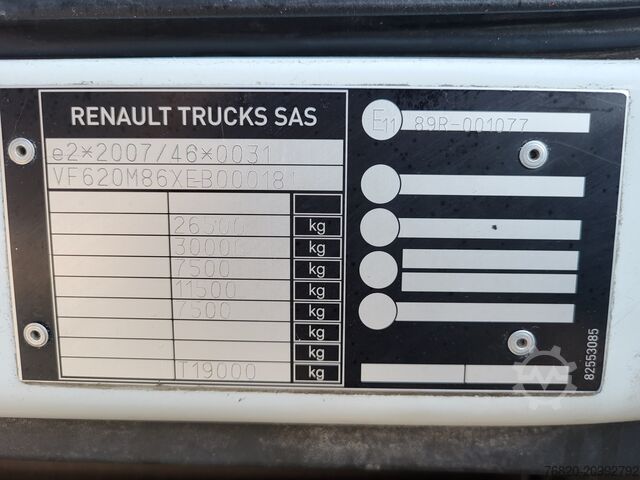 RENAULT TRUCKS SAS
e2*2007/46*0031
VF620M86XEB000181
26500 kg
30000 kg
7500 kg
11500 kg
7500 kg
kg
kg
T19000 kg
E11 89R-001077
82553085
76820-20992792